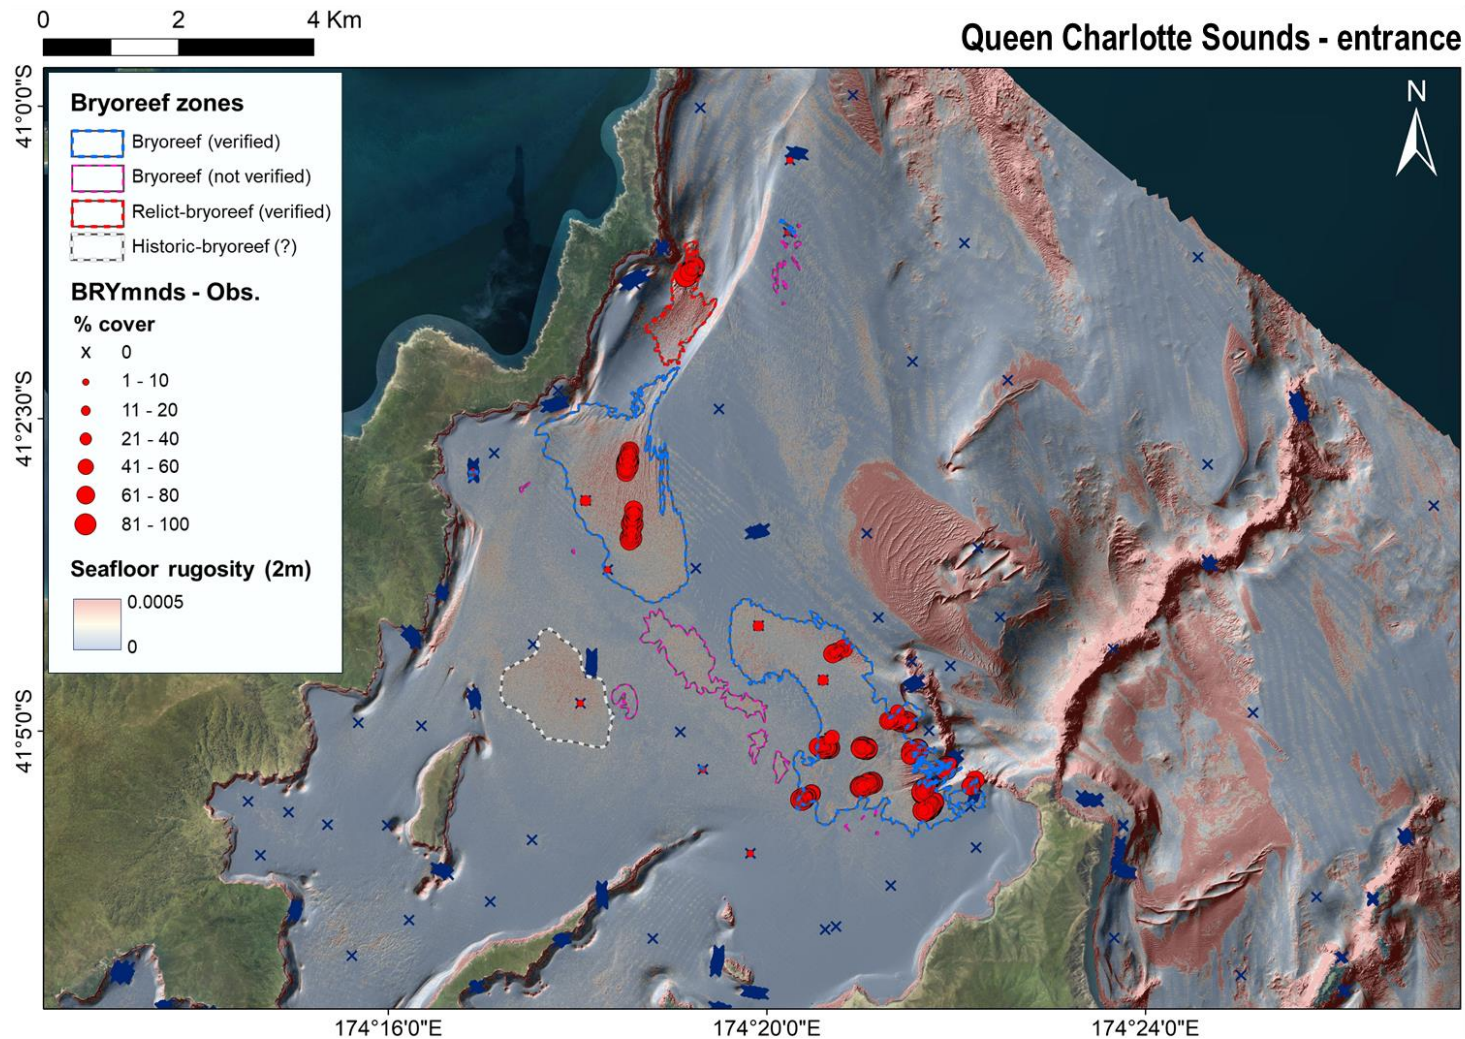 0 2 4 Km
Queen Charlotte Sounds - entrance
N
Bryoreef zones
Bryoreef (verified)
Bryoreef (not verified)
Relict-bryoreef (verified)
Historic-bryoreef (?)
BRYmnds - Obs.
% cover
x 0
1 - 10
11 - 20
21 - 40
41 - 60
61 - 80
81 - 100
Seafloor rugosity (2m)
0.0005
0
41°0'0"S
41°2'30"S
41°5'0"S
174°16'0"E 174°20'0"E 174°24'0"E